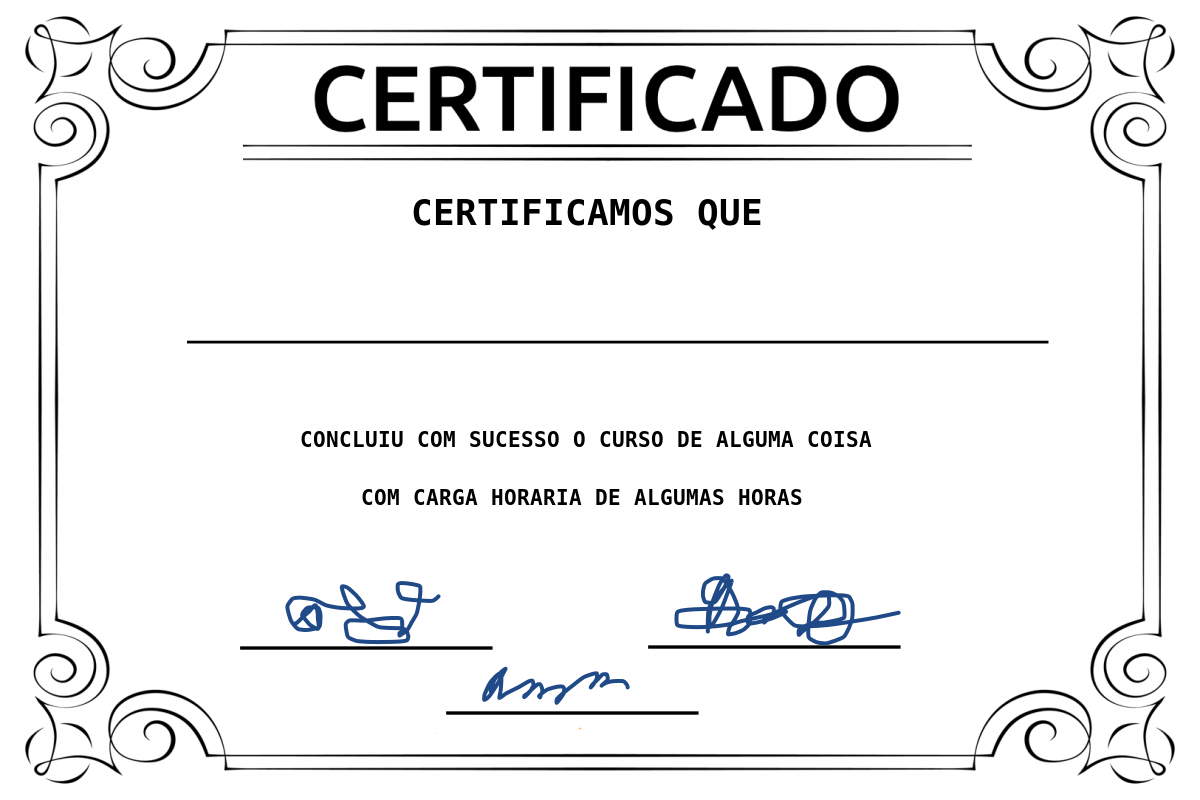 CERTIFICADO
CERTIFICAMOS QUE
CONCLUIU COM SUCESSO O CURSO DE ALGUMA COISA
COM CARGA HORARIA DE ALGUMAS HORAS